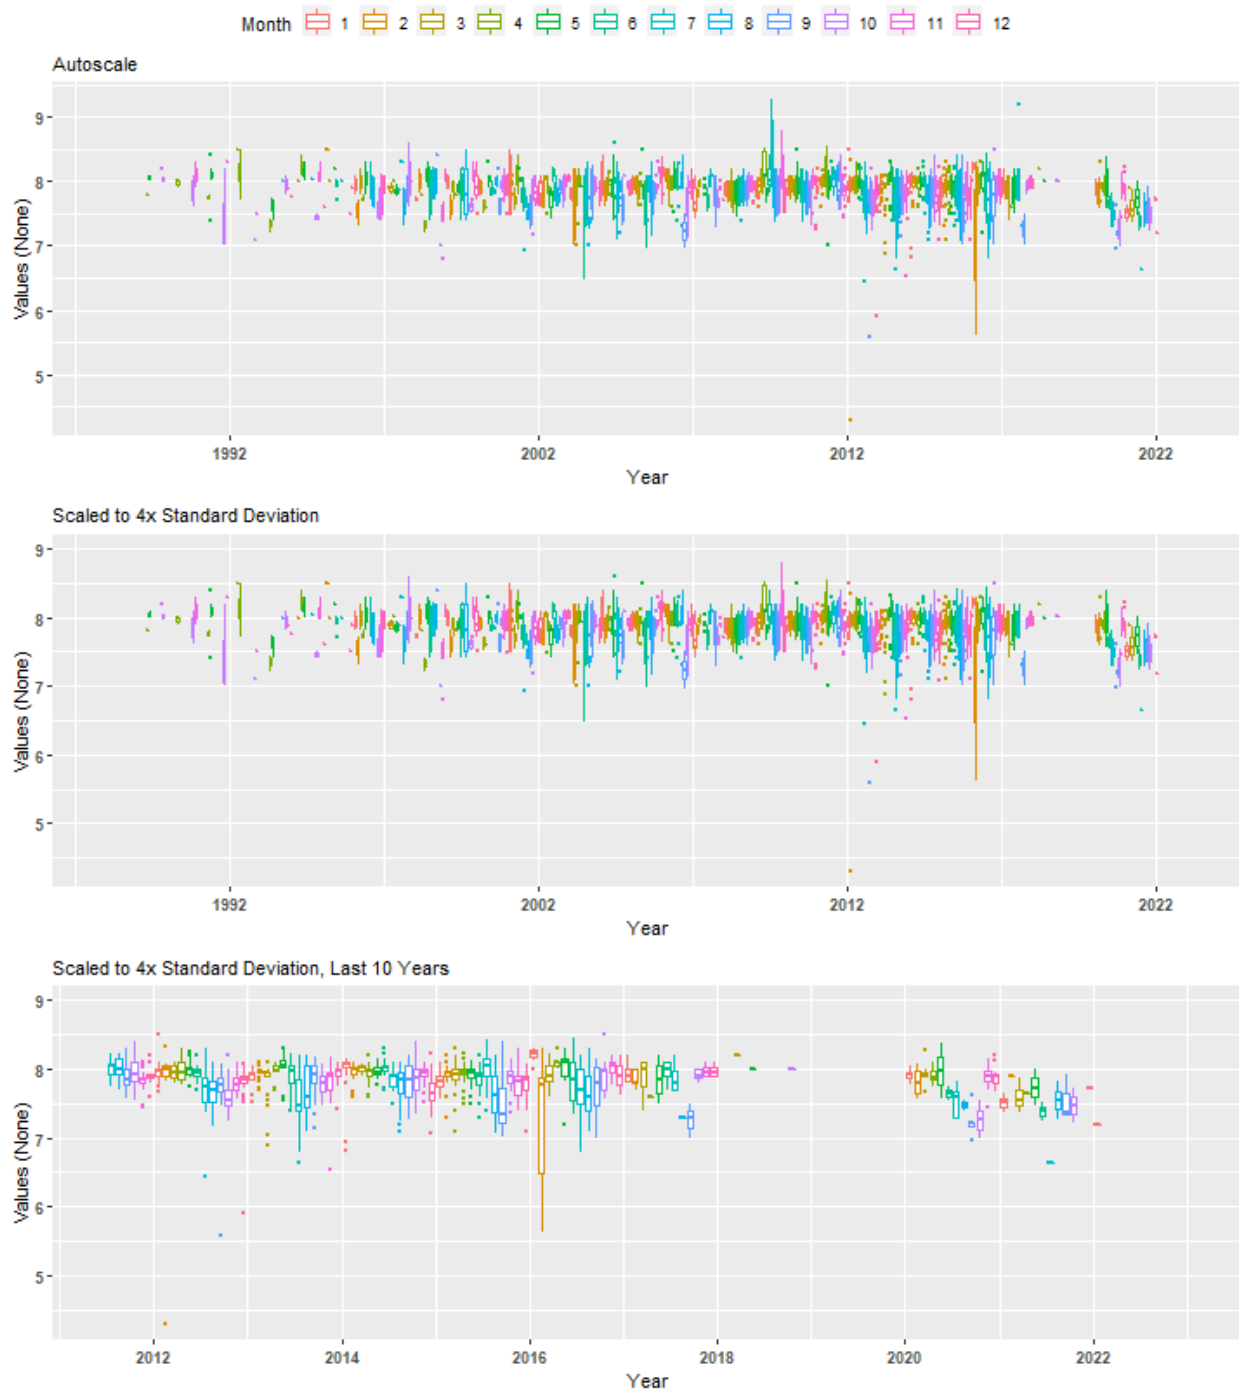 Month 1 2 3 4 5 6 7 8 9 10 11 12
Autoscale
9
8
7
6
5
Values (None)
1992 2002 2012 2022
Year
Scaled to 4x Standard Deviation
9
8
7
6
5
Values (None)
1992 2002 2012 2022
Year
Scaled to 4x Standard Deviation, Last 10 Years
9
8
7
6
5
Values (None)
2012 2014 2016 2018 2020 2022
Year